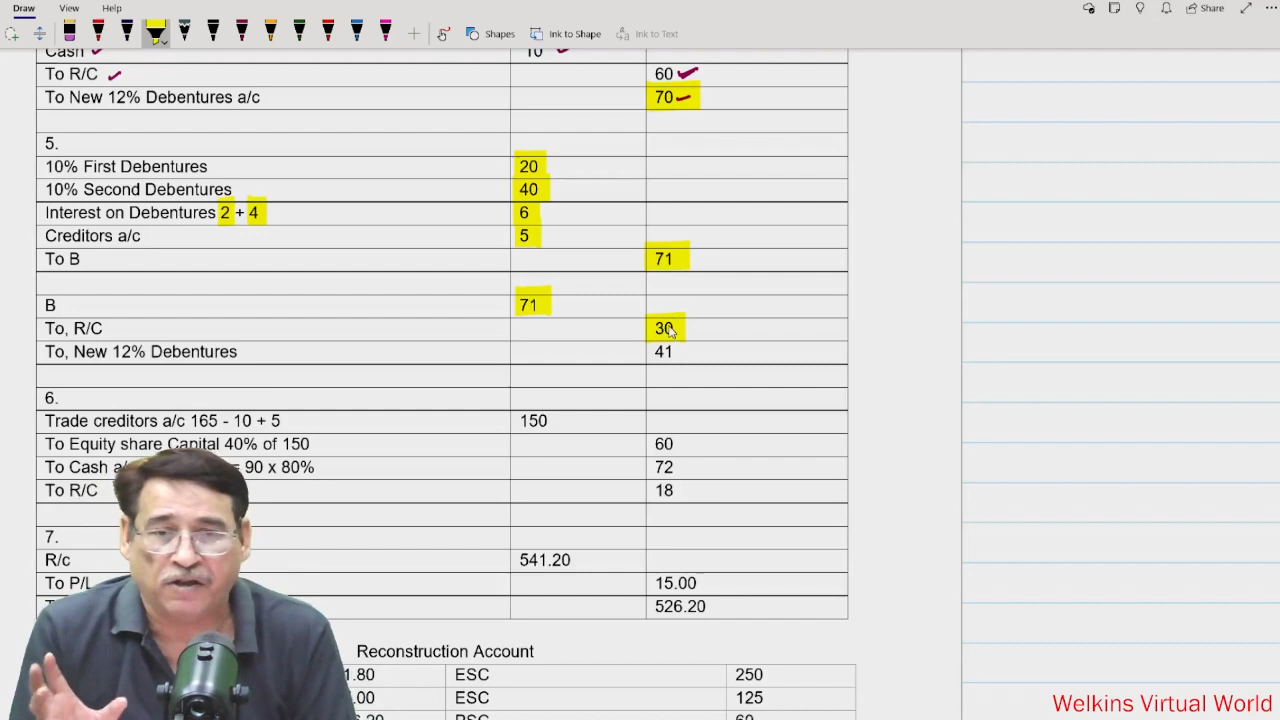 Draw View Help
Share
Shapes Ink to Shape Ink to Text
Cash 10
To R/C 60
To New 12% Debentures a/c 70
5.
10% First Debentures 20
10% Second Debentures 40
Interest on Debentures 2 + 4 6
Creditors a/c 5
To B 71
B 71
To, R/C 30
To, New 12% Debentures 41
6.
Trade creditors a/c 165 - 10 + 5 150
To Equity share Capital 40% of 150 60
To Cash = 90 x 80% 72
To R/C 18
7.
R/c 541.20
To P/L 15.00
526.20
Reconstruction Account
1.80 ESC 250
.00 ESC 125
Welkins Virtual World